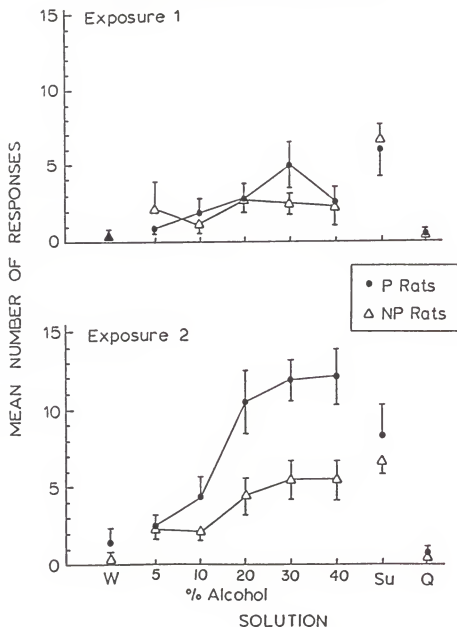 MEAN NUMBER OF RESPONSES
Exposure 1
15
10
5
0
● P Rats
△ NP Rats
Exposure 2
15
10
5
0
W 5 10 20 30 40 Su Q
% Alcohol
SOLUTION